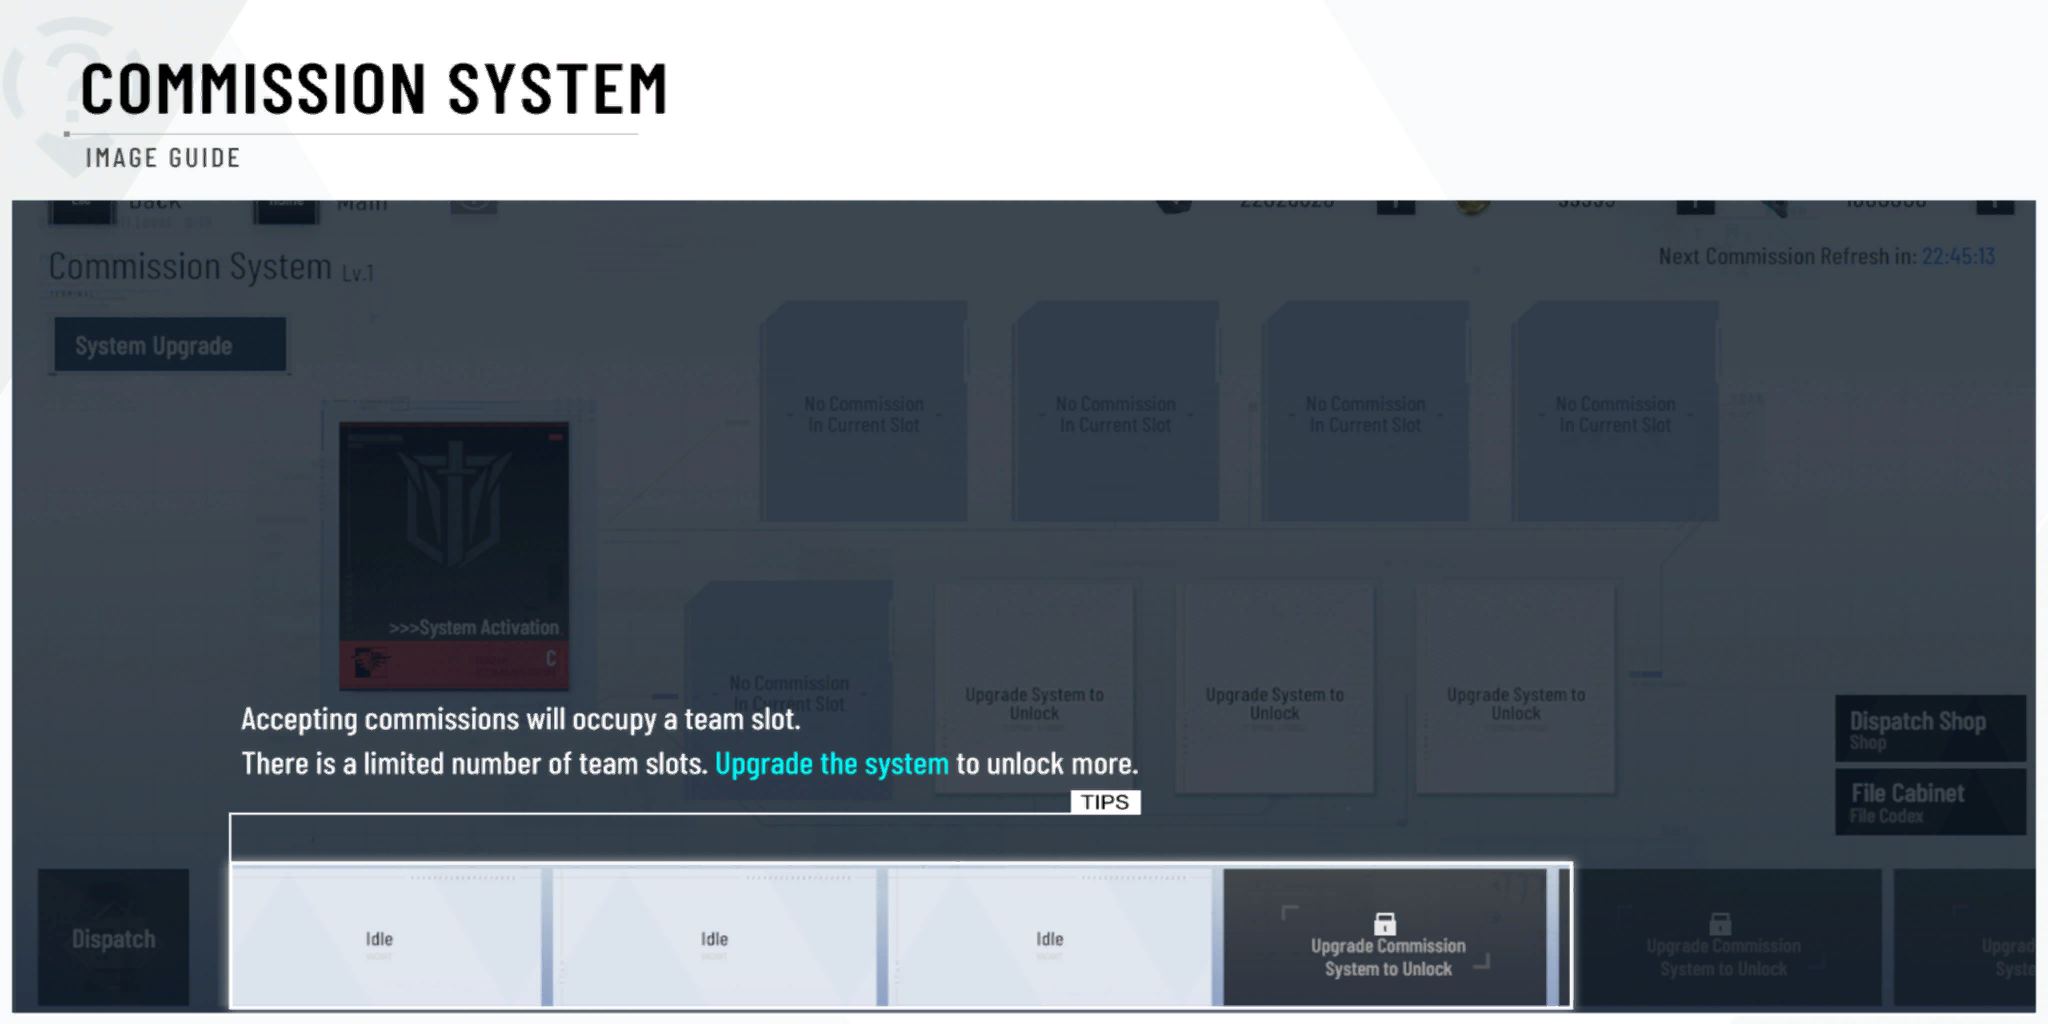 COMMISSION SYSTEM
IMAGE GUIDE
Back
Main
Commission System Lv.1
Next Commission Refresh in: 22:45:13
System Upgrade
No Commission
In Current Slot
No Commission
In Current Slot
No Commission
In Current Slot
No Commission
In Current Slot
>>>System Activation
C
No Commission
In Current Slot
Upgrade System to
Unlock
Upgrade System to
Unlock
Upgrade System to
Unlock
Accepting commissions will occupy a team slot.
There is a limited number of team slots. Upgrade the system to unlock more.
TIPS
Dispatch Shop
Shop
File Cabinet
File Codex
Dispatch
Idle
Idle
Idle
Upgrade Commission
System to Unlock
Upgrade Commission
System to Unlock